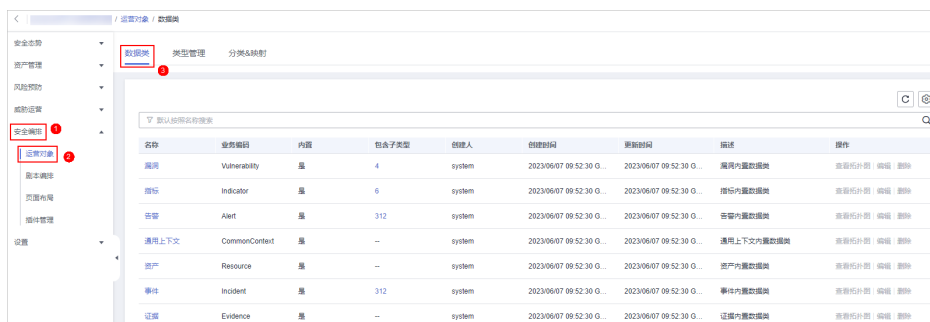 / 运营对象 / 数据类
安全态势
资产管理
风险预防
威胁运营
安全编排 1
运营对象 2
剧本编排
页面布局
插件管理
设置
数据类 类型管理 分类&映射
3
默认按照名称搜索
名称 业务编码 内置 包含子类型 创建人 创建时间 更新时间 描述 操作
漏洞 Vulnerability 是 4 system 2023/06/07 09:52:30 G... 2023/06/07 09:52:30 G... 漏洞内置数据类 查看拓扑图 编辑 删除
指标 Indicator 是 6 system 2023/06/07 09:52:30 G... 2023/06/07 09:52:30 G... 指标内置数据类 查看拓扑图 编辑 删除
告警 Alert 是 312 system 2023/06/07 09:52:30 G... 2023/06/07 09:52:30 G... 告警内置数据类 查看拓扑图 编辑 删除
通用上下文 CommonContext 是 -- system 2023/06/07 09:52:30 G... 2023/06/07 09:52:30 G... 通用上下文内置数据类 查看拓扑图 编辑 删除
资产 Resource 是 -- system 2023/06/07 09:52:30 G... 2023/06/07 09:52:30 G... 资产内置数据类 查看拓扑图 编辑 删除
事件 Incident 是 312 system 2023/06/07 09:52:30 G... 2023/06/07 09:52:30 G... 事件内置数据类 查看拓扑图 编辑 删除
证据 Evidence 是 -- system 2023/06/07 09:52:30 G... 2023/06/07 09:52:30 G... 证据内置数据类 查看拓扑图 编辑 删除